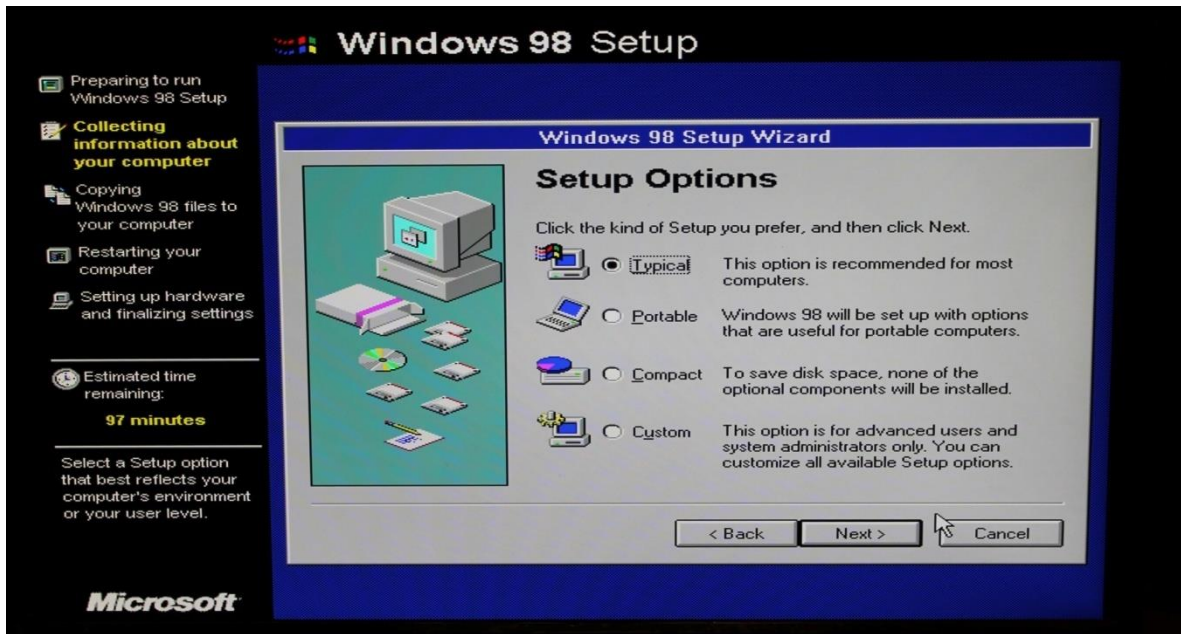 Windows 98 Setup
Preparing to run
Windows 98 Setup
Collecting
information about
your computer
Copying
Windows 98 files to
your computer
Restarting your
computer
Setting up hardware
and finalizing settings
Estimated time
remaining:
97 minutes
Select a Setup option
that best reflects your
computer's environment
or your user level.
Microsoft
Windows 98 Setup Wizard
Setup Options
Click the kind of Setup you prefer, and then click Next.
Typical
This option is recommended for most
computers.
Portable
Windows 98 will be set up with options
that are useful for portable computers.
Compact
To save disk space, none of the
optional components will be installed.
Custom
This option is for advanced users and
system administrators only. You can
customize all available Setup options.
< Back
Next >
Cancel